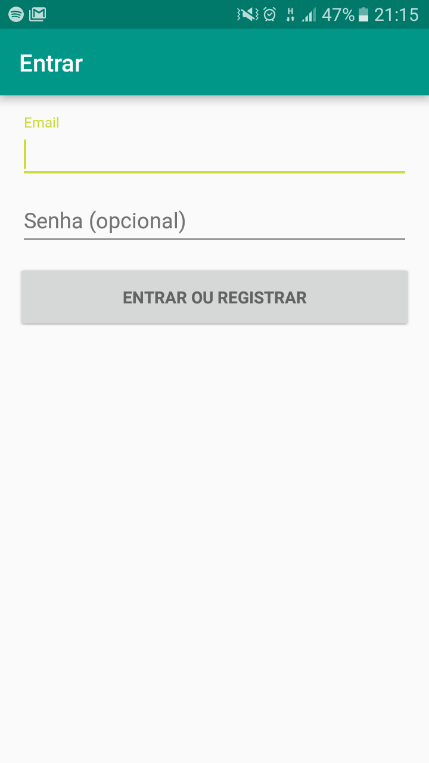 47% 21:15
Entrar
Email
Senha (opcional)
ENTRAR OU REGISTRAR